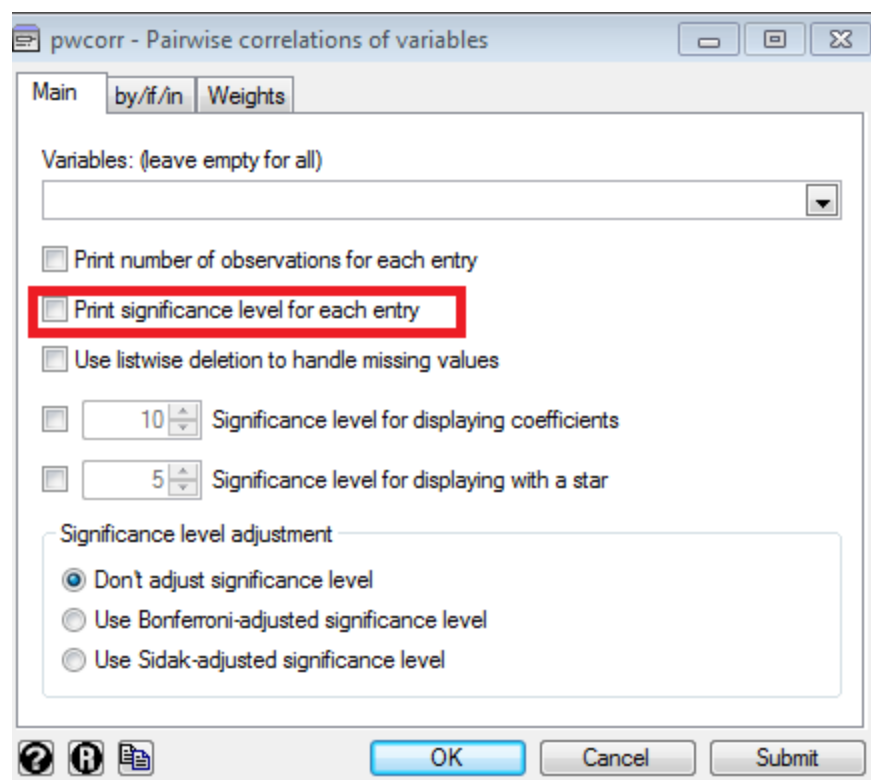 pwcorr - Pairwise correlations of variables
Main by/if/in Weights
Variables: (leave empty for all)
Print number of observations for each entry
Print significance level for each entry
Use listwise deletion to handle missing values
10 Significance level for displaying coefficients
5 Significance level for displaying with a star
Significance level adjustment
Don't adjust significance level
Use Bonferroni-adjusted significance level
Use Sidak-adjusted significance level
? R OK Cancel Submit